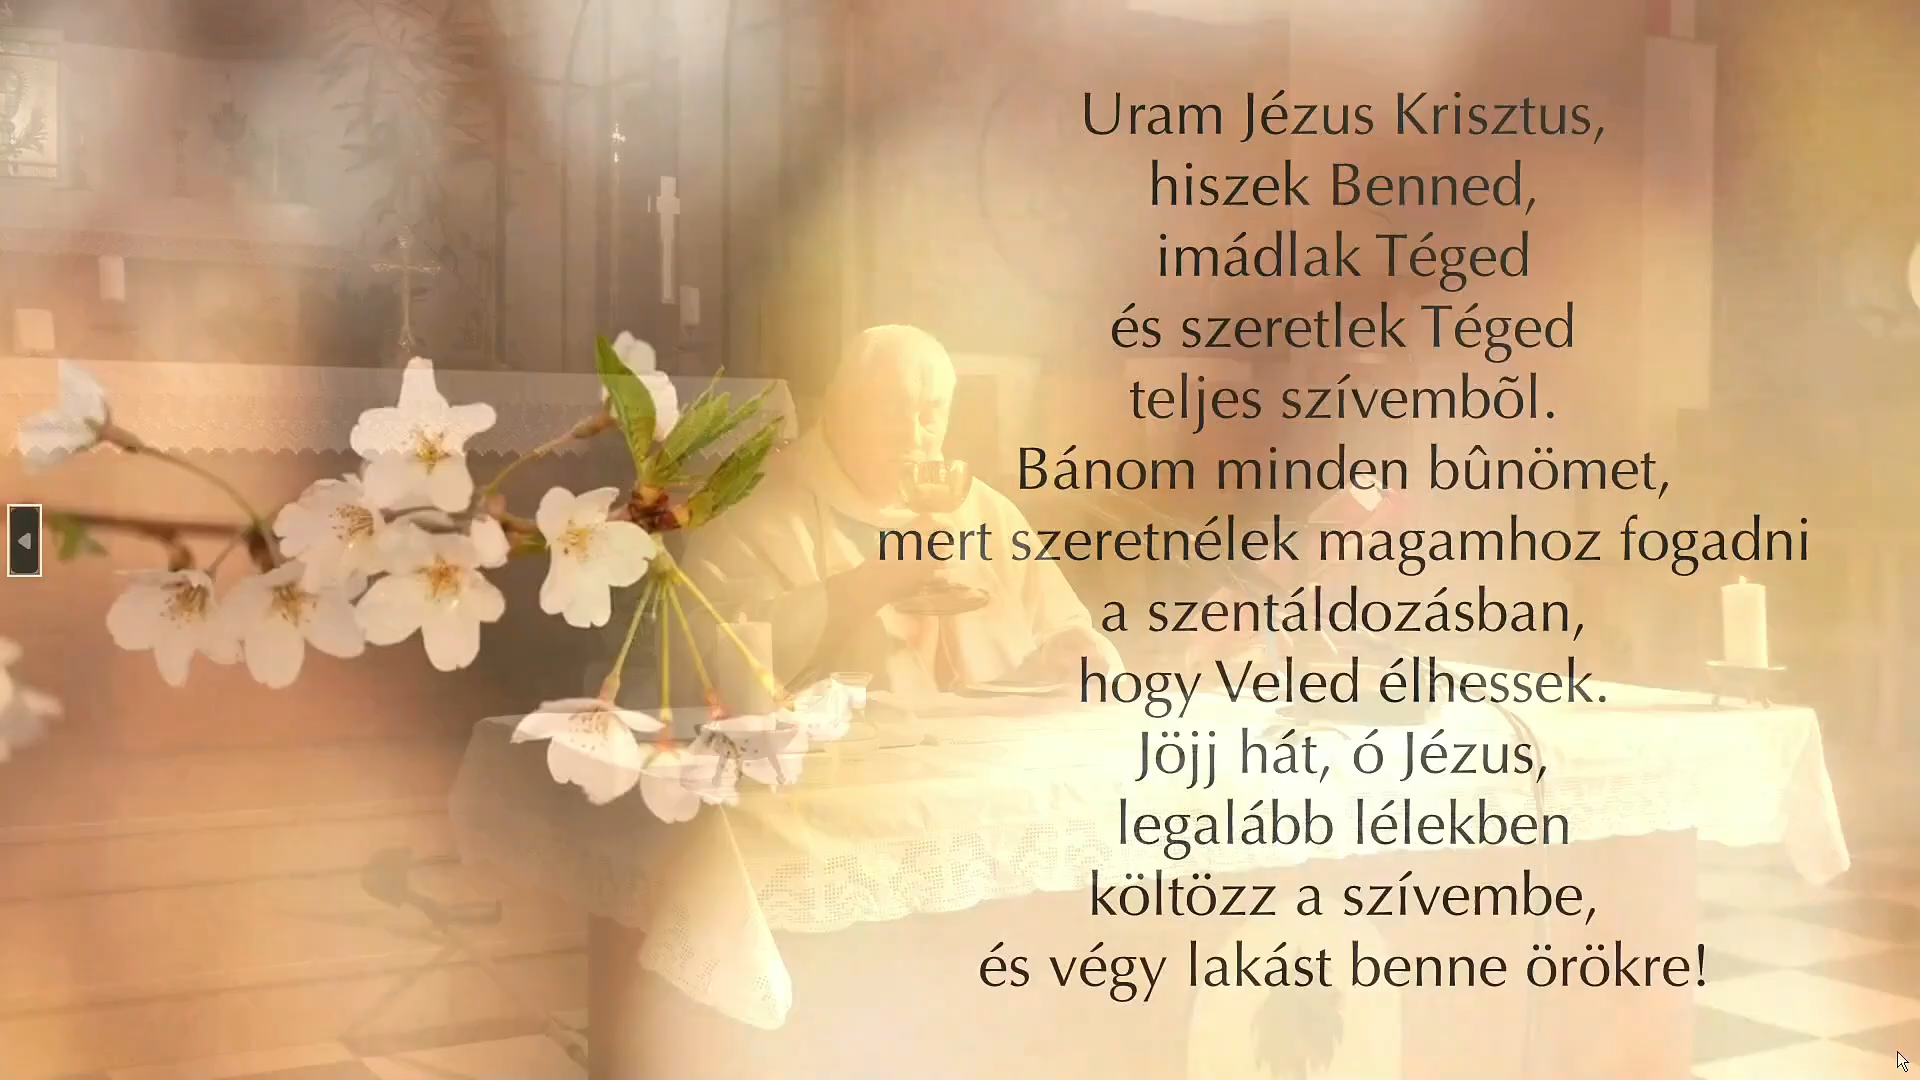 Uram Jézus Krisztus,
hiszek Benned,
imádlak Téged
és szeretlek Téged
teljes szívembõl.
Bánom minden bûnömet,
mert szeretnélek magamhoz fogadni
a szentáldozásban,
hogy Veled élhessek.
Jöjj hát, ó Jézus,
legalább lélekben
költözz a szívembe,
és végy lakást benne örökre!